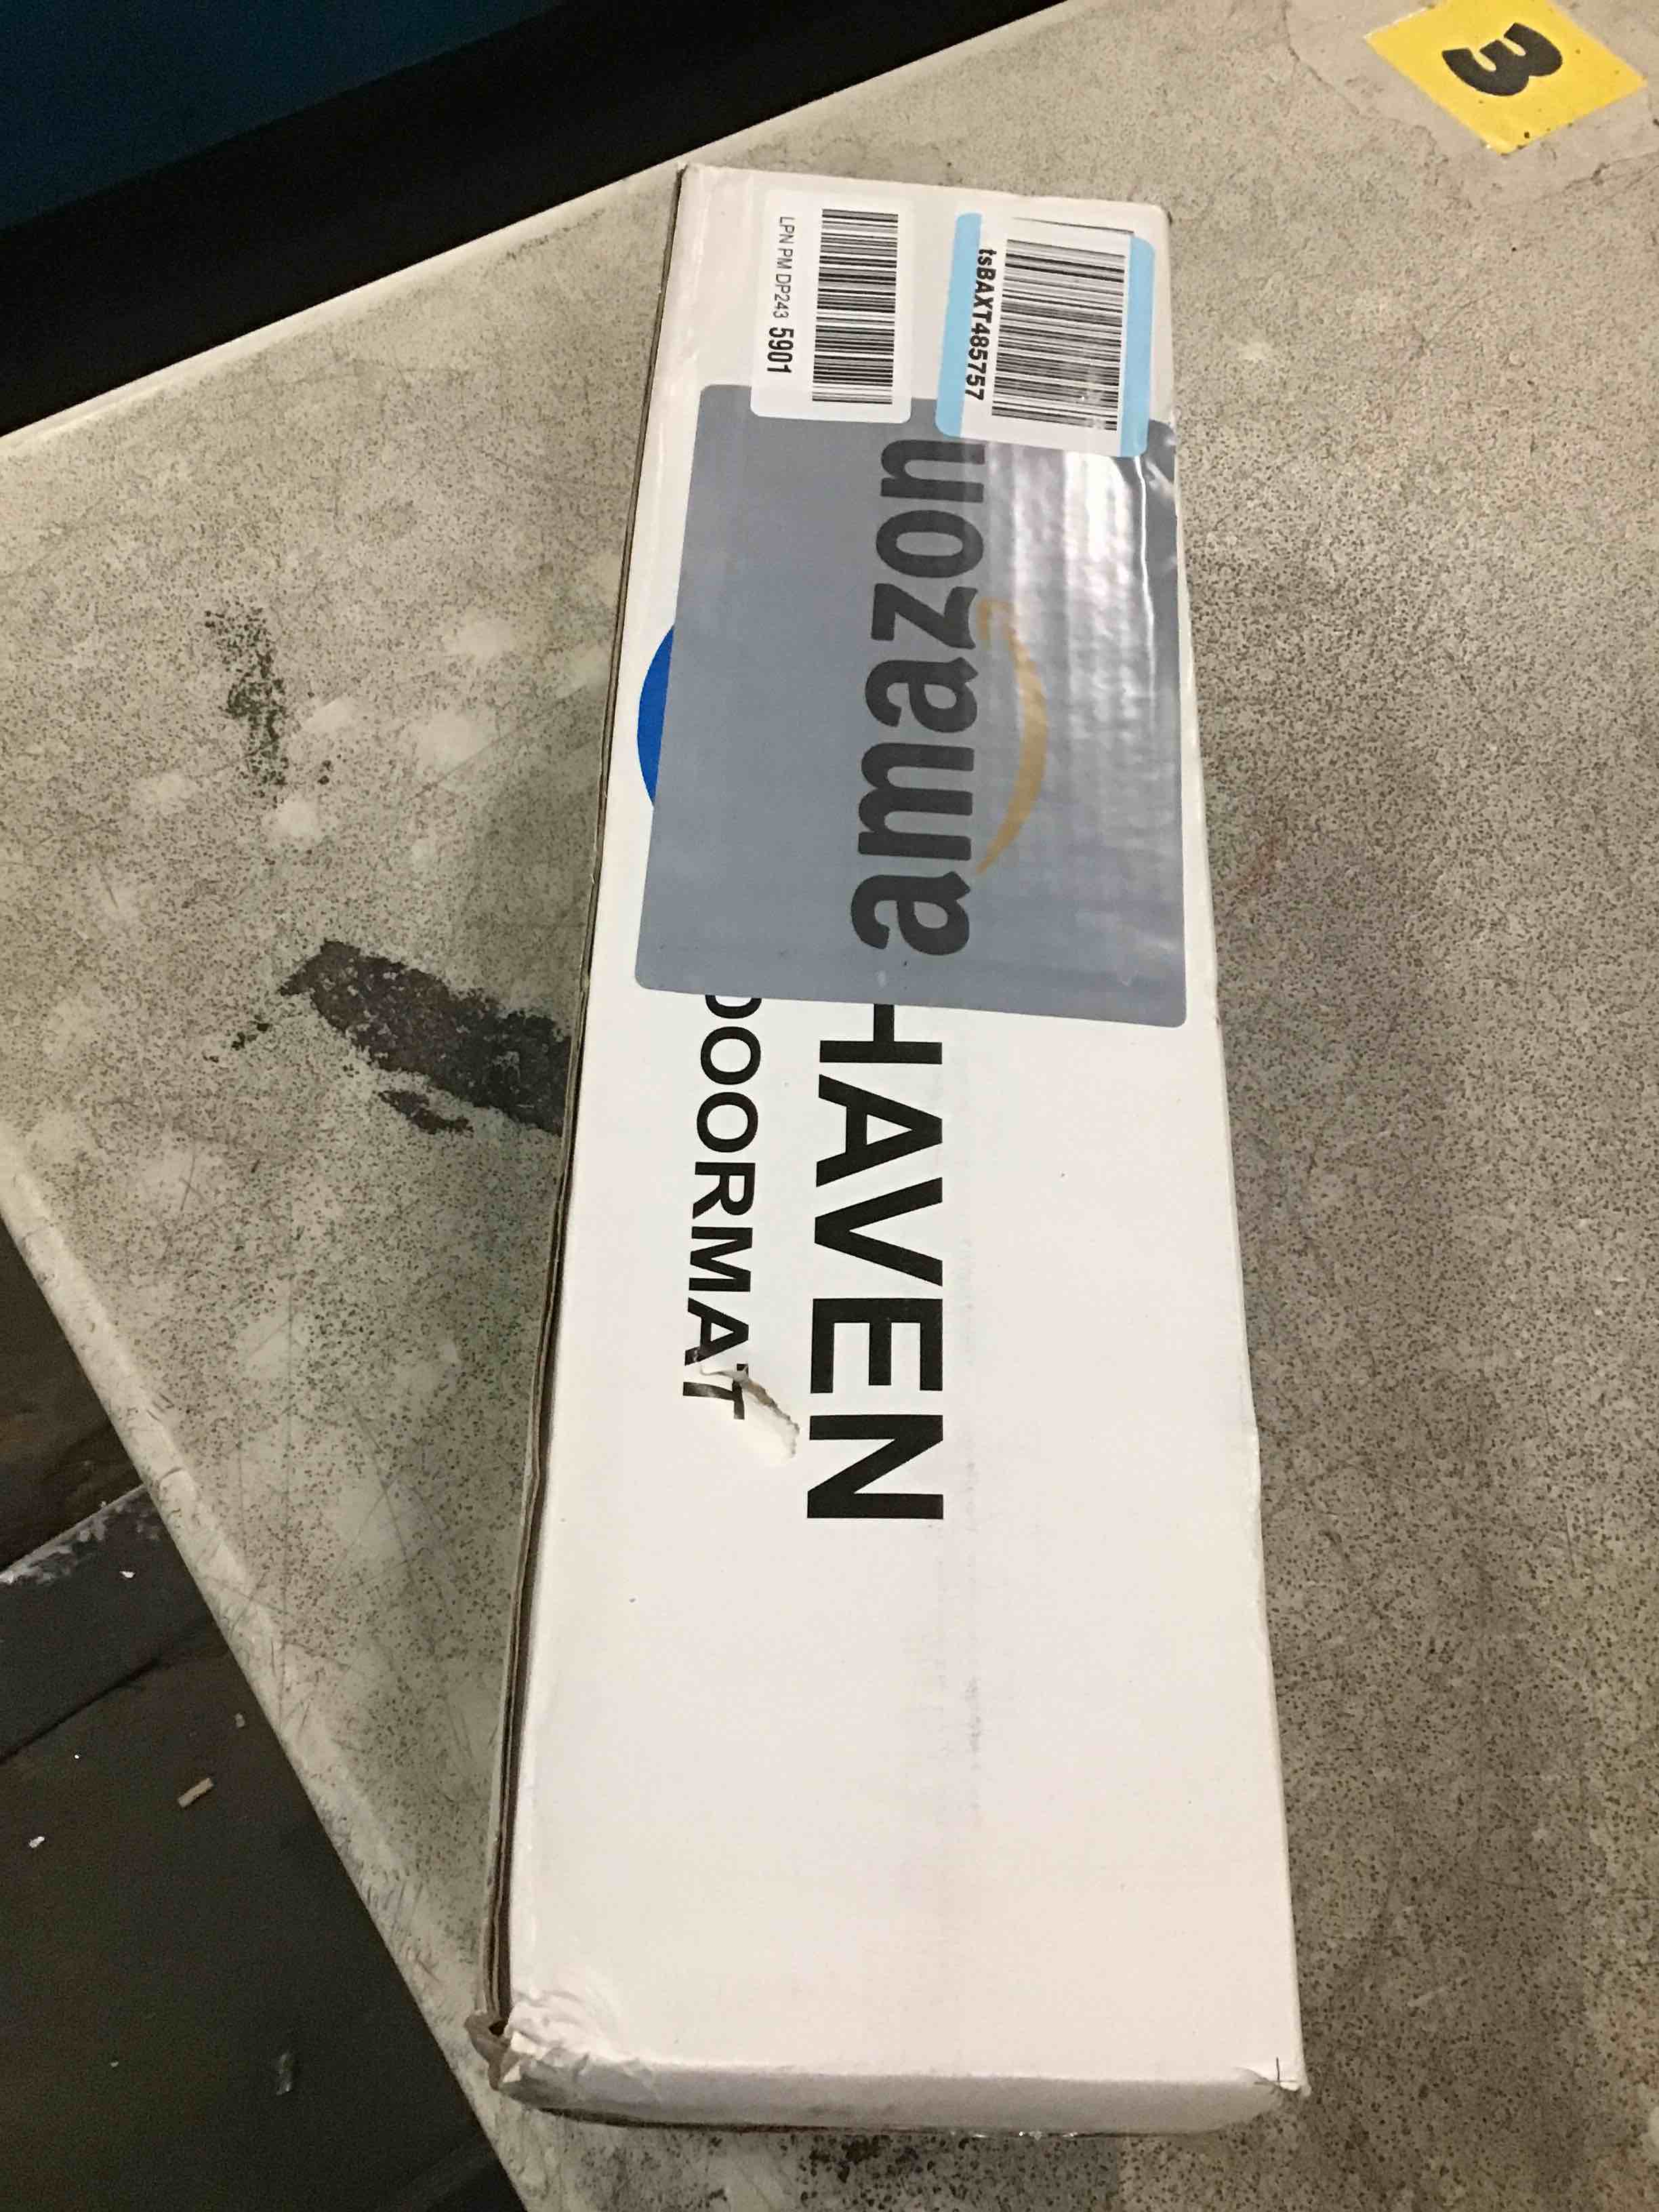 3
tsBAXT485757
LPN PM DP243 5901
amazon
HAVEN
DOORMAT